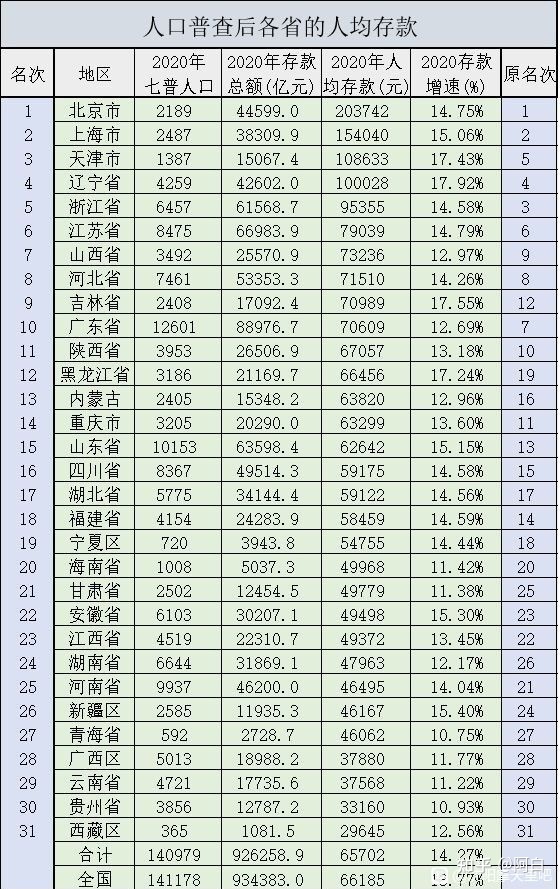 人口普查后各省的人均存款
名次 地区 2020年七普人口 2020年存款总额(亿元) 2020年人均存款(元) 2020存款增速(%) 原名次
1 北京市 2189 44599.0 203742 14.75% 1
2 上海市 2487 38309.9 154040 15.06% 2
3 天津市 1387 15067.4 108633 17.43% 5
4 辽宁省 4259 42602.0 100028 17.92% 4
5 浙江省 6457 61568.7 95355 14.58% 3
6 江苏省 8475 66983.9 79039 14.79% 6
7 山西省 3492 25570.9 73236 12.97% 9
8 河北省 7461 53353.3 71510 14.26% 8
9 吉林省 2408 17092.4 70989 17.55% 12
10 广东省 12601 88976.7 70609 12.69% 7
11 陕西省 3953 26506.9 67057 13.18% 10
12 黑龙江省 3186 21169.7 66456 17.24% 19
13 内蒙古 2405 15348.2 63820 12.96% 16
14 重庆市 3205 20290.0 63299 13.60% 11
15 山东省 10153 63598.4 62642 15.15% 13
16 四川省 8367 49514.3 59175 14.58% 15
17 湖北省 5775 34144.4 59122 14.56% 17
18 福建省 4154 24283.9 58459 14.59% 14
19 宁夏区 720 3943.8 54755 14.44% 18
20 海南省 1008 5037.3 49968 11.42% 20
21 甘肃省 2502 12454.5 49779 11.38% 25
22 安徽省 6103 30207.1 49498 15.30% 23
23 江西省 4519 22310.7 49372 13.45% 22
24 湖南省 6644 31869.1 47963 12.17% 26
25 河南省 9937 46200.0 46495 14.04% 21
26 新疆区 2585 11935.3 46167 15.40% 24
27 青海省 592 2728.7 46062 10.75% 27
28 广西区 5013 18988.2 37880 11.77% 28
29 云南省 4721 17735.6 37568 11.22% 29
30 贵州省 3856 12787.2 33160 10.93% 30
31 西藏区 365 1081.5 29645 12.56% 31
合计 140979 926258.9 65702 14.27%
全国 141178 934383.0 66185
知乎 @阿白